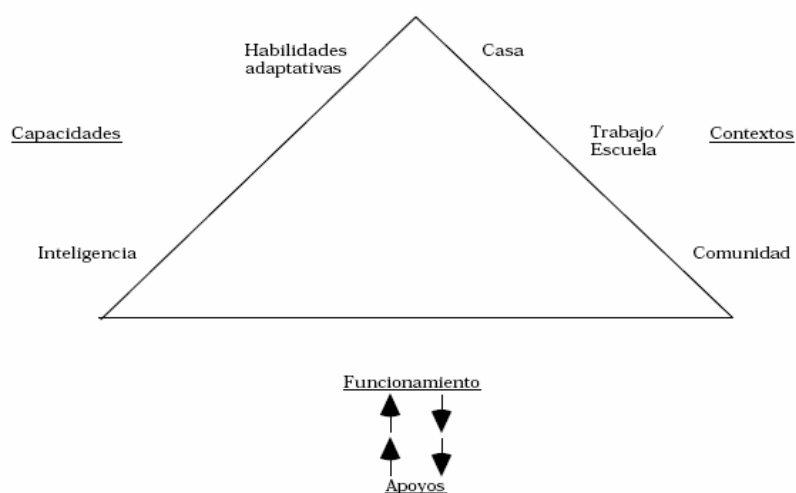 Habilidades
adaptativas
Casa
Capacidades
Trabajo/
Escuela
Contextos
Inteligencia
Comunidad
Funcionamiento
Apoyos